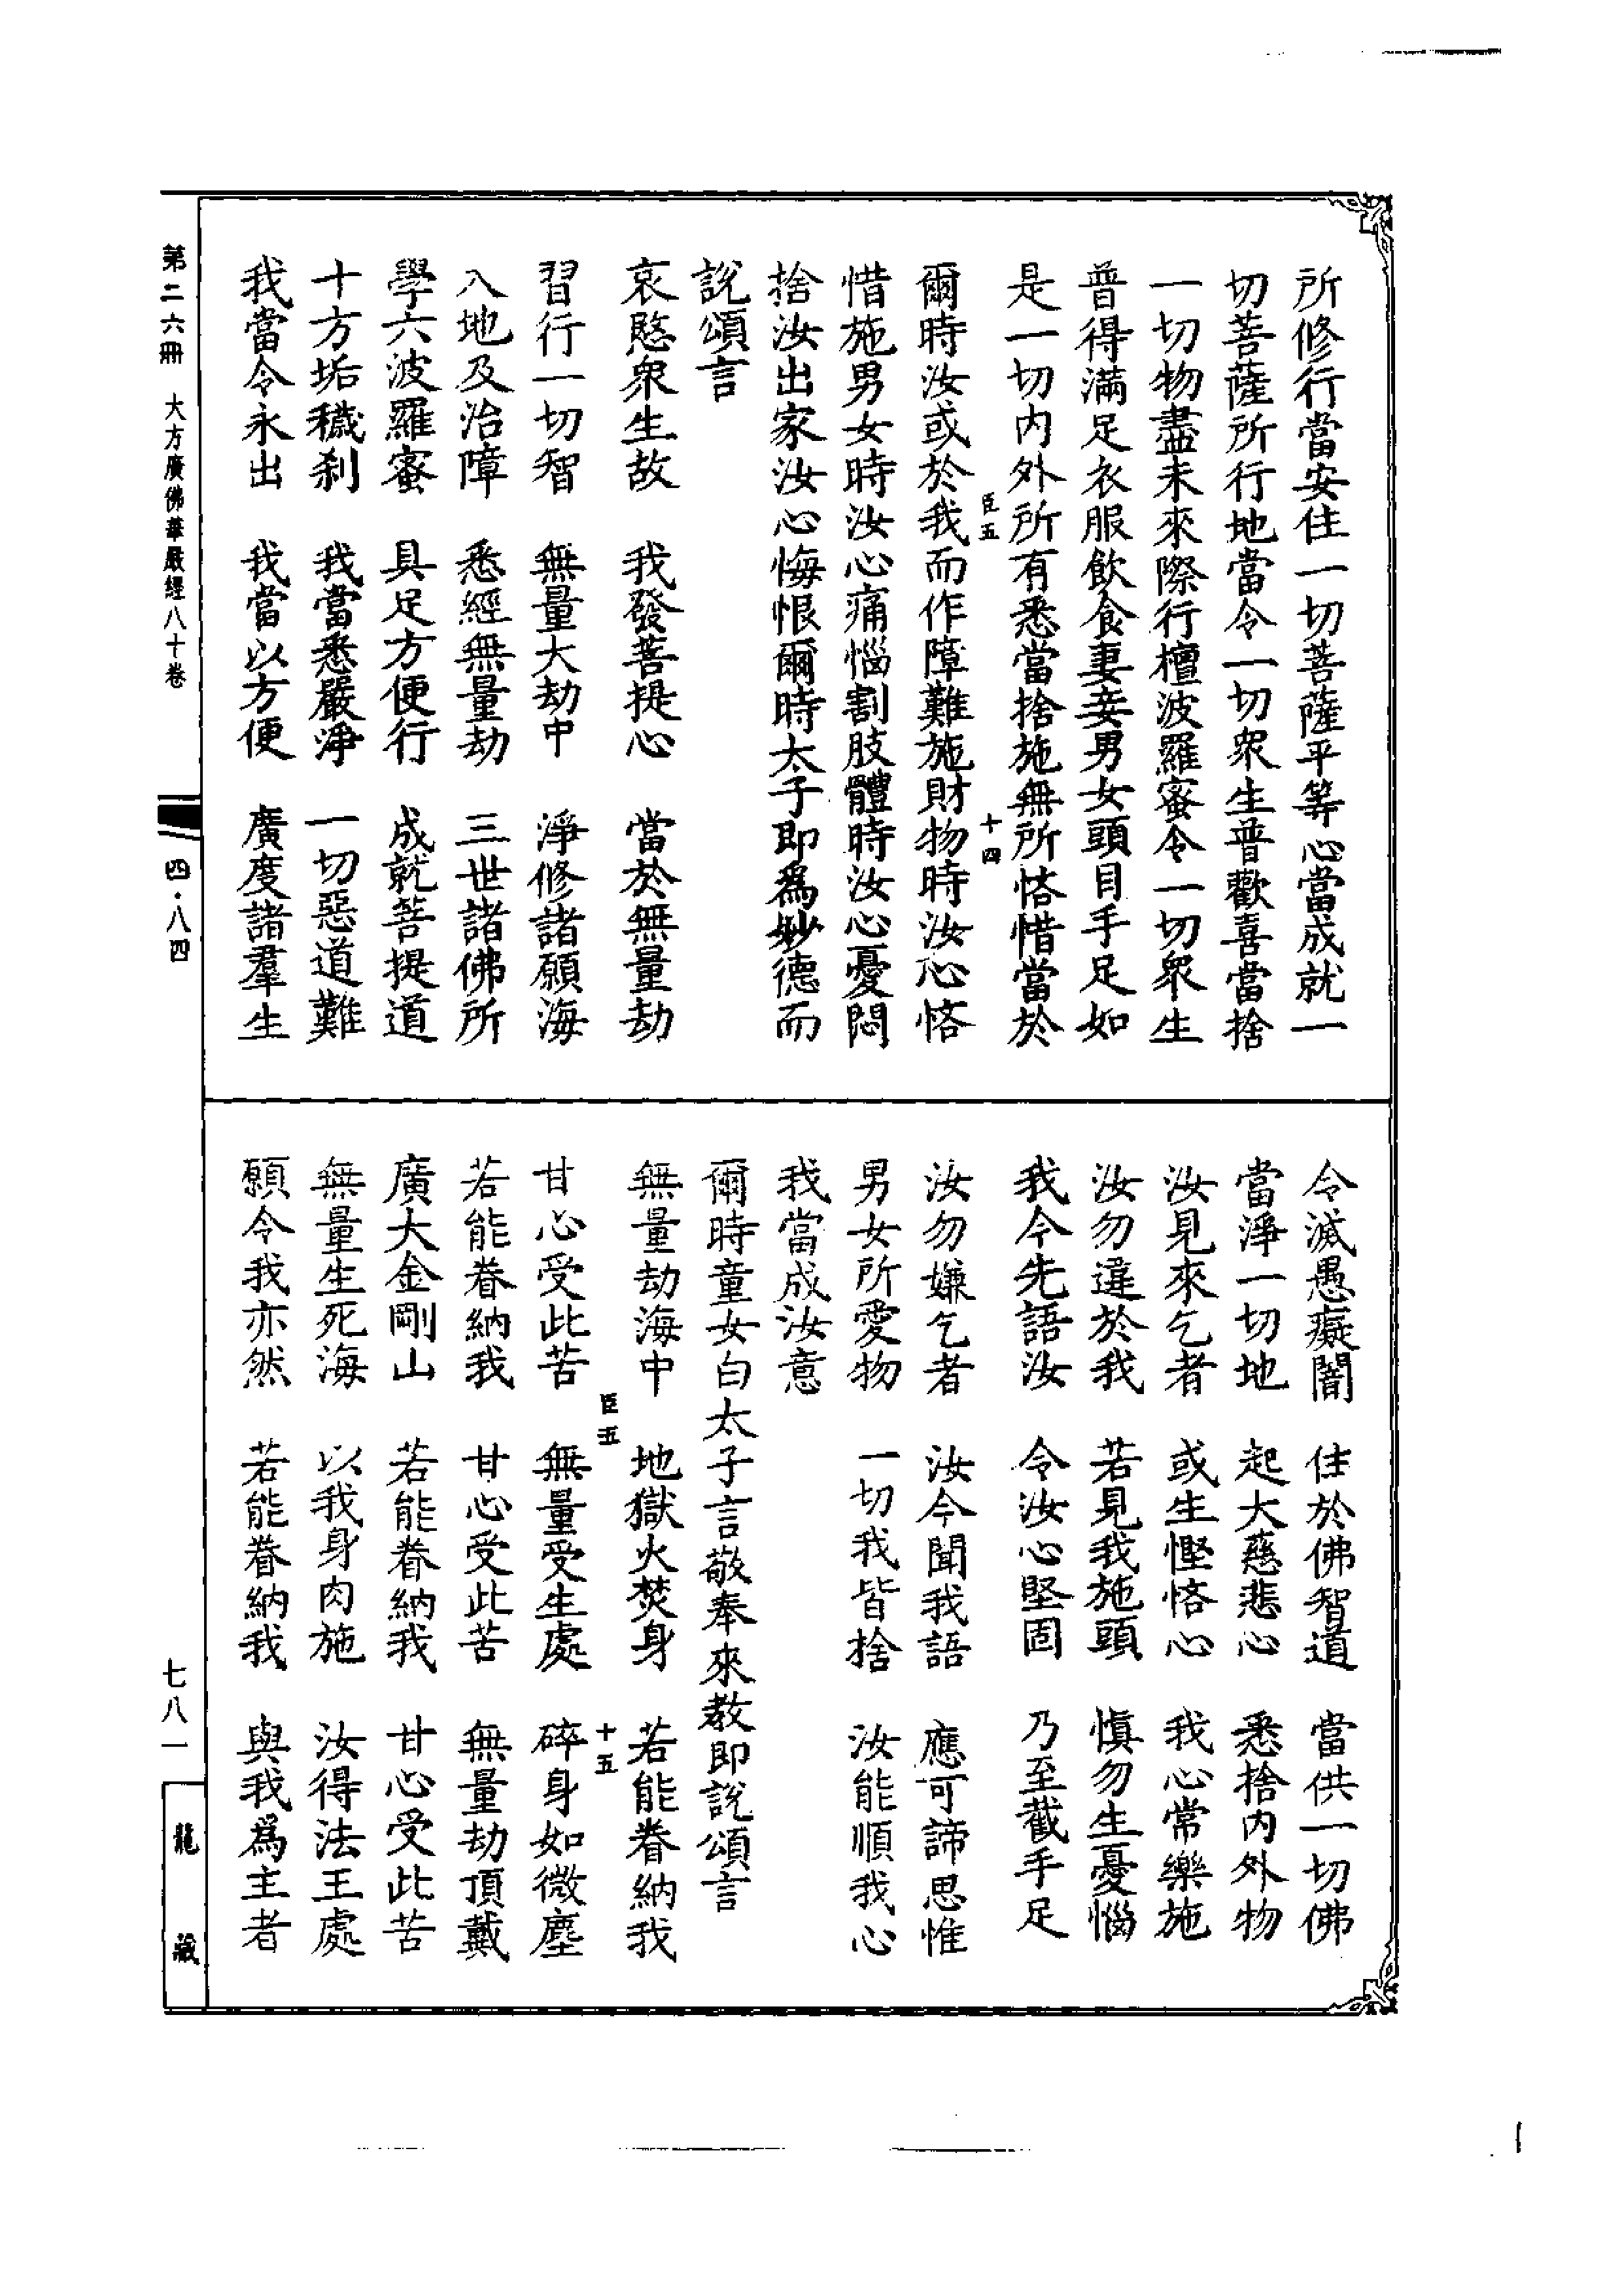 所修行當安住一切菩薩平等心當成就一
切菩薩所行地當令一切衆生普歡喜當捨
一切物盡未來際行檀波羅蜜令一切衆生
普得滿足衣服飲食妻妾男女頭目手足如
是一切內外所有悉當捨施無所悋惜當於
臣五 十四
爾時汝或於我而作障難施財物時汝心悋
惜施男女時汝心痛惱割肢體時汝心憂悶
捨汝出家汝心悔恨爾時太子即爲妙德而
說頌言
哀愍衆生故 我發菩提心 當於無量劫
習行一切智 無量大劫中 淨修諸願海
入地及治障 悉經無量劫 三世諸佛所
學六波羅蜜 具足方便行 成就菩提道
十方垢穢刹 我當悉嚴淨 一切惡道難
我當令永出 我當以方便 廣度諸羣生
令滅愚癡闇 住於佛智道 當供一切佛
當淨一切地 起大慈悲心 悉捨內外物
汝見來乞者 或生慳悋心 我心常樂施
汝勿違於我 若見我施頭 愼勿生憂惱
我今先語汝 令汝心堅固 乃至截手足
汝勿嫌乞者 汝今聞我語 應可諦思惟
男女所愛物 一切我皆捨 汝能順我心
我當成汝意
爾時童女白太子言敬奉來教即說頌言
無量劫海中 地獄火焚身 若能眷納我
臣五 十五
甘心受此苦 無量受生處 碎身如微塵
若能眷納我 甘心受此苦 無量劫頂戴
廣大金剛山 若能眷納我 甘心受此苦
無量生死海 以我身肉施 汝得法王處
願令我亦然 若能眷納我 與我爲主者
第二六冊 大方廣佛華嚴經八十卷 四·八四
七八一 龍藏